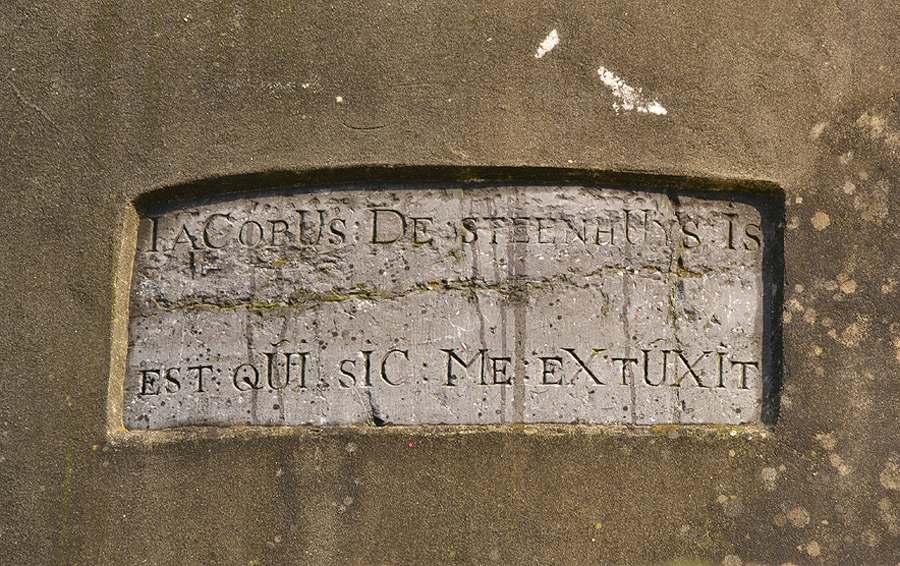 IACOBUS : DE : STEENHUYS : IS
EST : QUI SIC : ME EXTUXIT